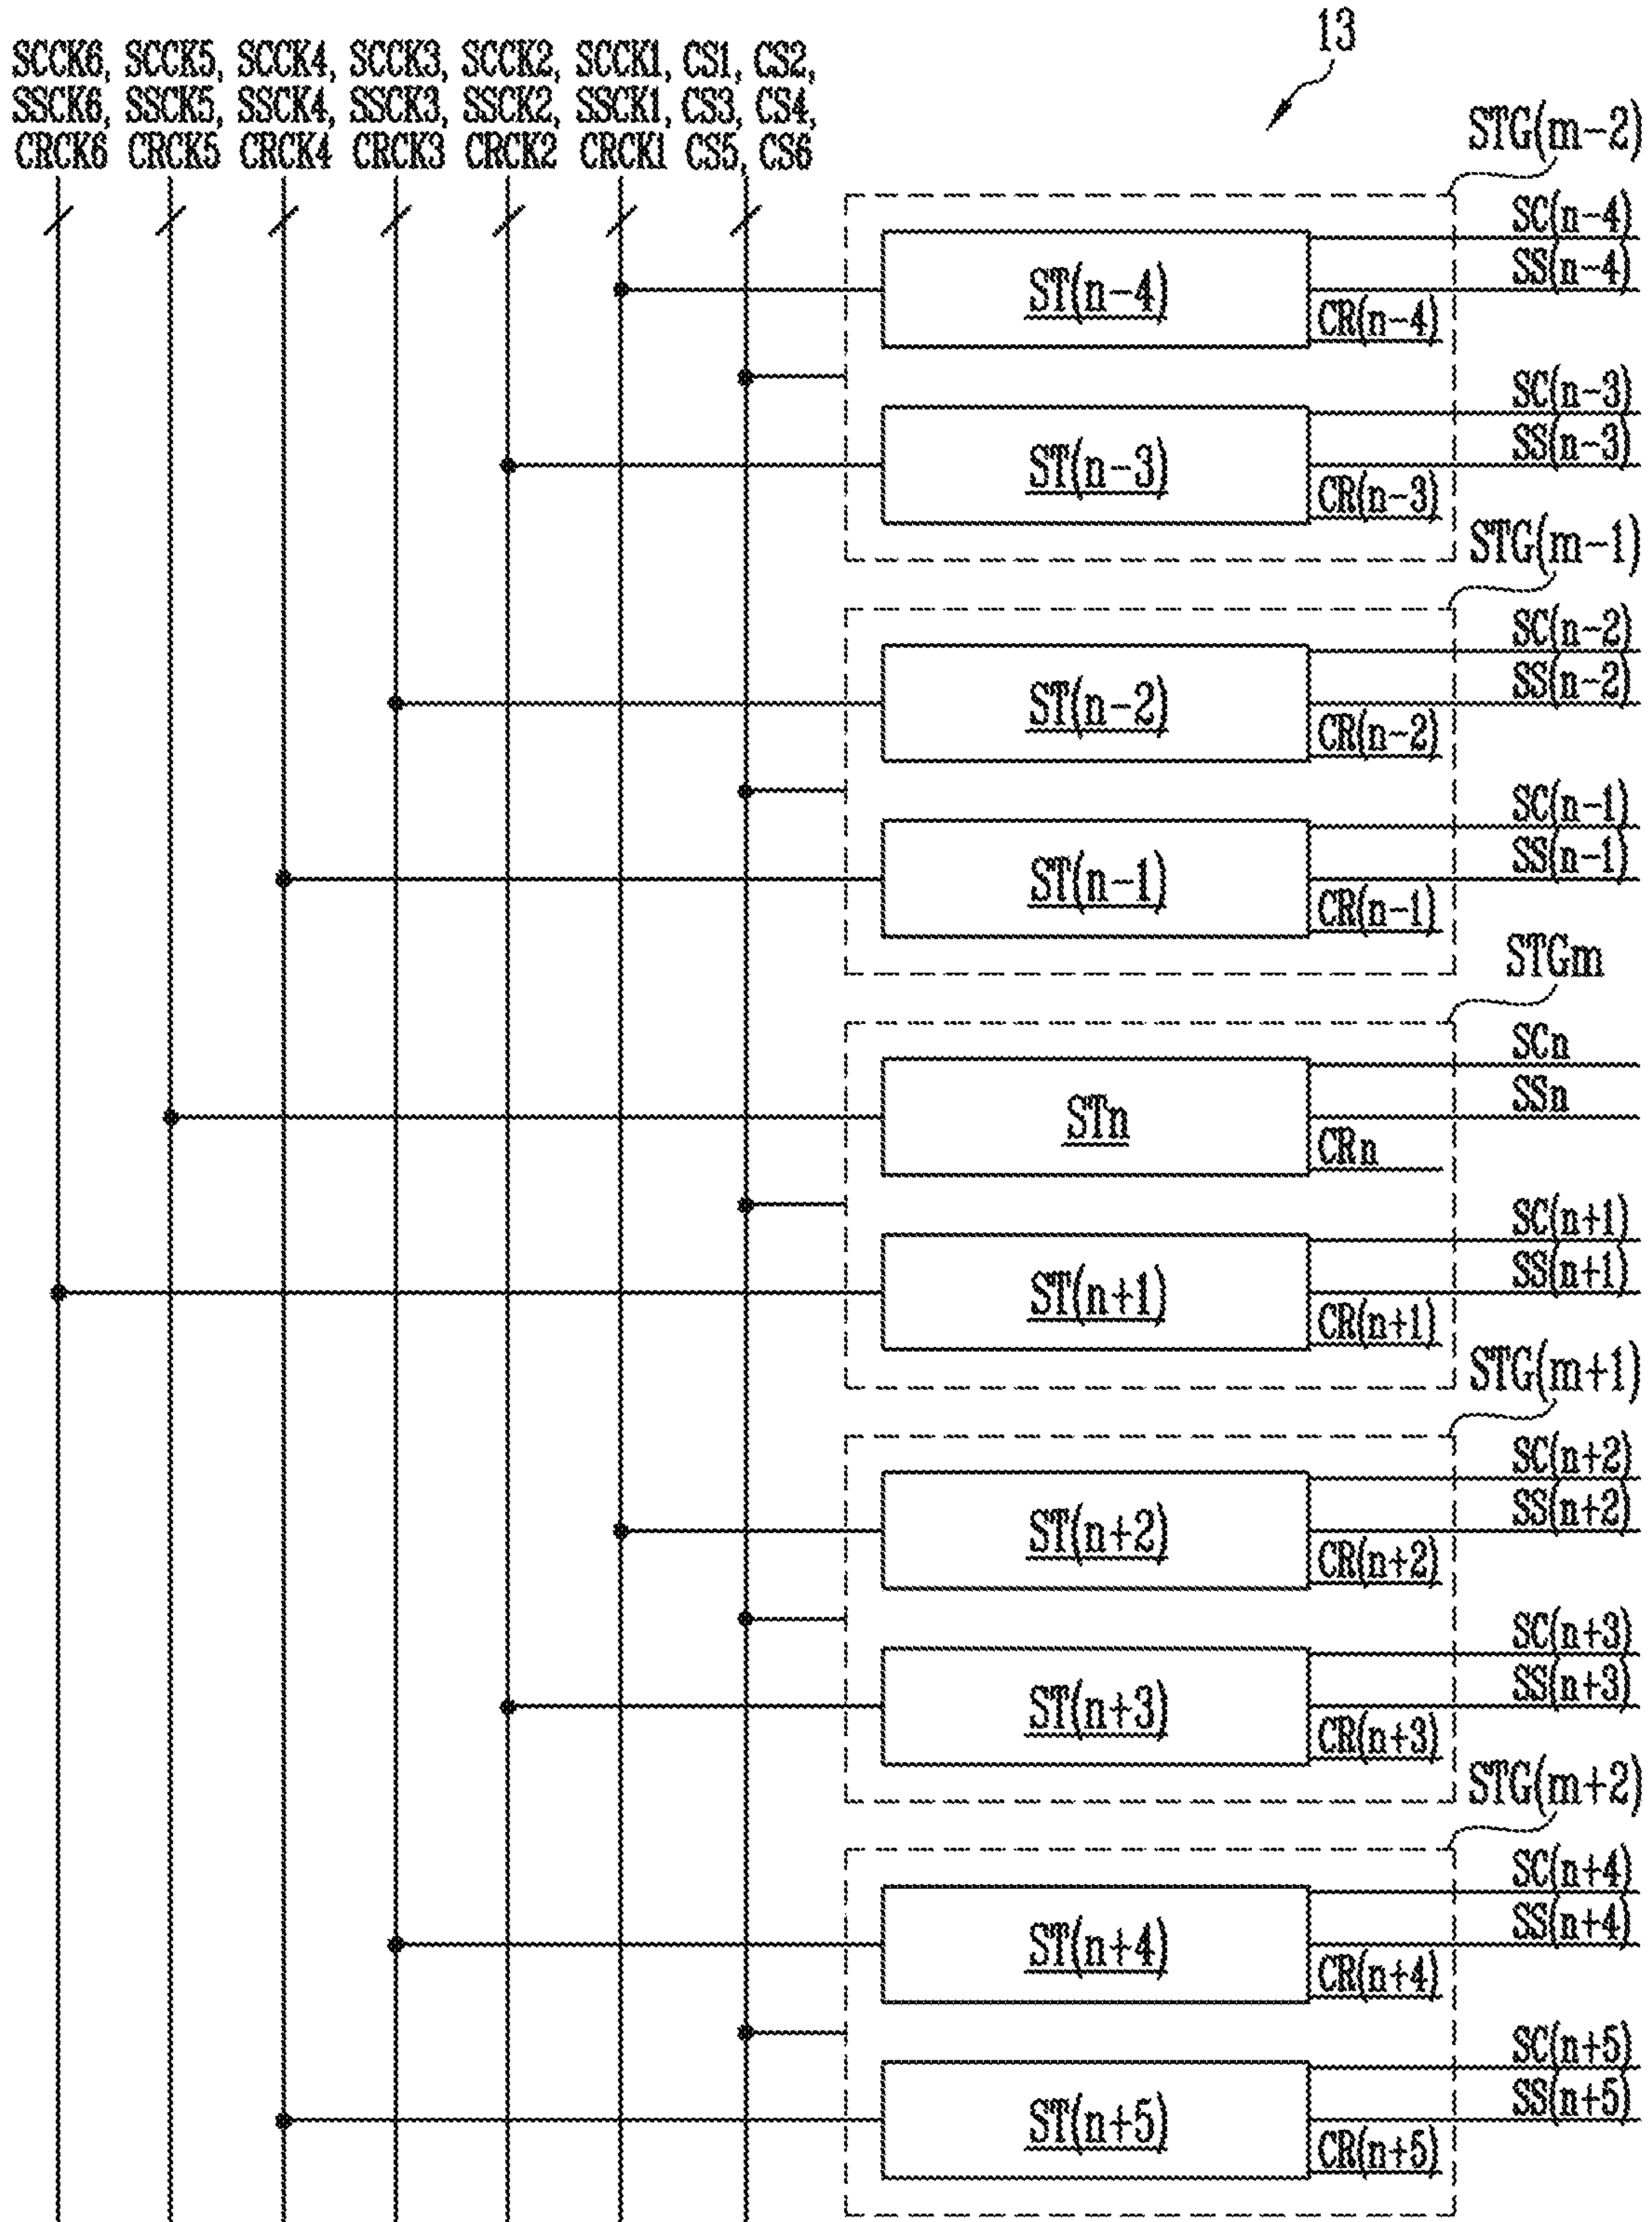 13
SCCK6, SCCK5, SCCK4, SCCK3, SCCK2, SCCK1, CS1, CS2,
SSCK6, SSCK5, SSCK4, SSCK3, SSCK2, SSCK1, CS3, CS4,
CRCK6 CRCK5 CRCK4 CRCK3 CRCK2 CRCK1 CS5, CS6
STG(m-2)
SC(n-4)
ST(n-4)
SS(n-4)
CR(n-4)
SC(n-3)
ST(n-3)
SS(n-3)
CR(n-3)
STG(m-1)
SC(n-2)
ST(n-2)
SS(n-2)
CR(n-2)
SC(n-1)
ST(n-1)
SS(n-1)
CR(n-1)
STGm
SCn
STn
SSn
CRn
SC(n+1)
ST(n+1)
SS(n+1)
CR(n+1)
STG(m+1)
SC(n+2)
ST(n+2)
SS(n+2)
CR(n+2)
SC(n+3)
ST(n+3)
SS(n+3)
CR(n+3)
STG(m+2)
SC(n+4)
ST(n+4)
SS(n+4)
CR(n+4)
SC(n+5)
ST(n+5)
SS(n+5)
CR(n+5)